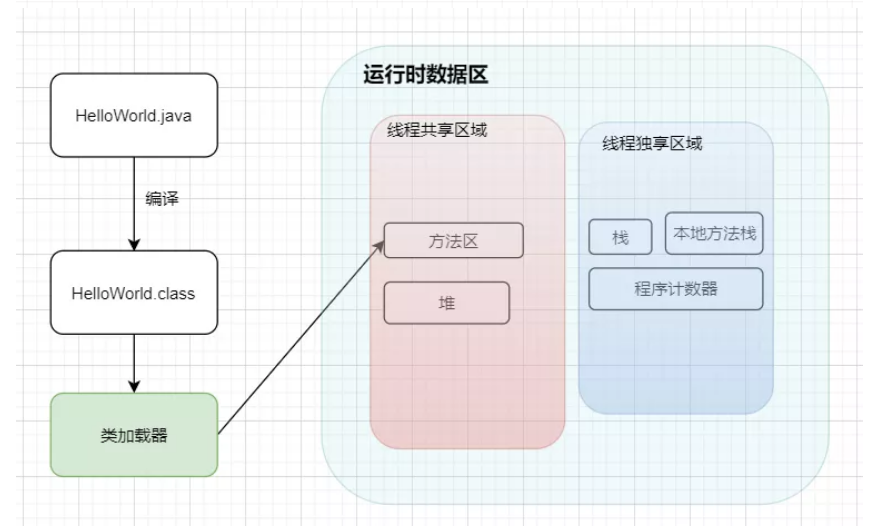 运行时数据区
HelloWorld.java
线程共享区域
线程独享区域
编译
方法区
栈
本地方法栈
HelloWorld.class
堆
程序计数器
类加载器